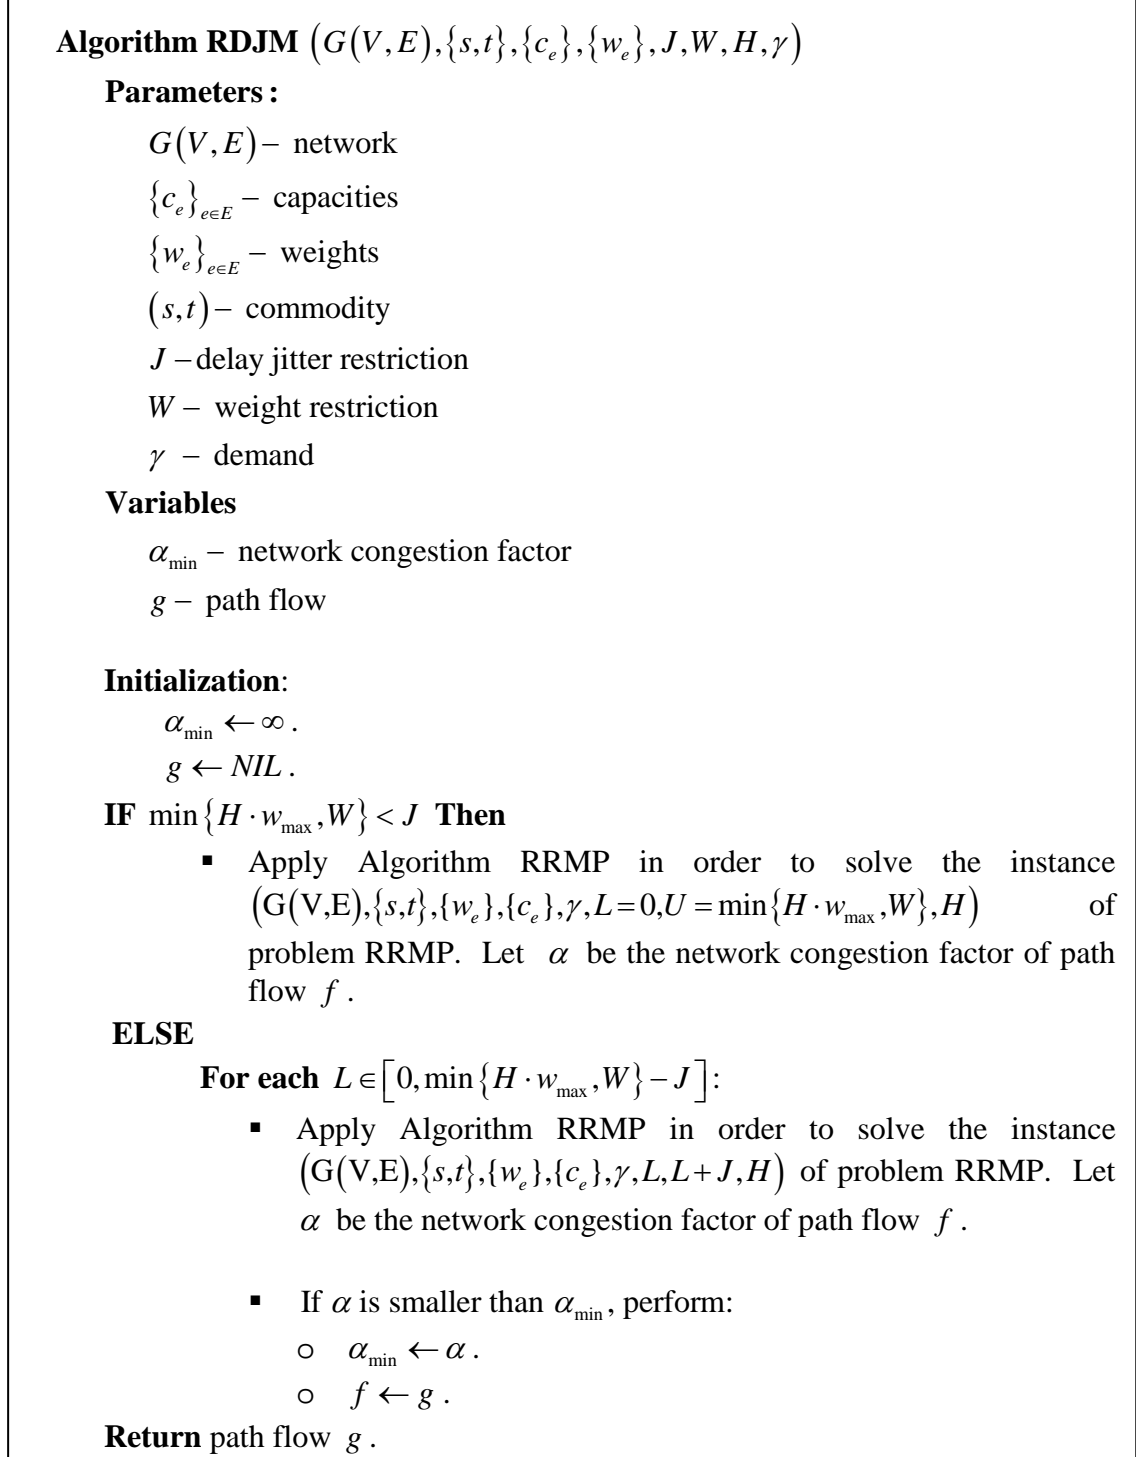 Algorithm RDJM (G(V,E),{s,t},{c_e},{w_e},J,W,H,γ)
Parameters:
G(V,E)− network
{c_e}_{e∈E} − capacities
{w_e}_{e∈E} − weights
(s,t)− commodity
J −delay jitter restriction
W − weight restriction
γ − demand
Variables
α_min − network congestion factor
g − path flow
Initialization:
α_min ←∞.
g ← NIL.
IF min{H·w_max,W}<J Then
▪ Apply Algorithm RRMP in order to solve the instance
(G(V,E),{s,t},{w_e},{c_e},γ,L=0,U=min{H·w_max,W},H) of
problem RRMP. Let α be the network congestion factor of path
flow f.
ELSE
For each L∈[0,min{H·w_max,W}−J]:
▪ Apply Algorithm RRMP in order to solve the instance
(G(V,E),{s,t},{w_e},{c_e},γ,L,L+J,H) of problem RRMP. Let
α be the network congestion factor of path flow f.
▪ If α is smaller than α_min, perform:
o α_min ←α.
o f ← g.
Return path flow g.